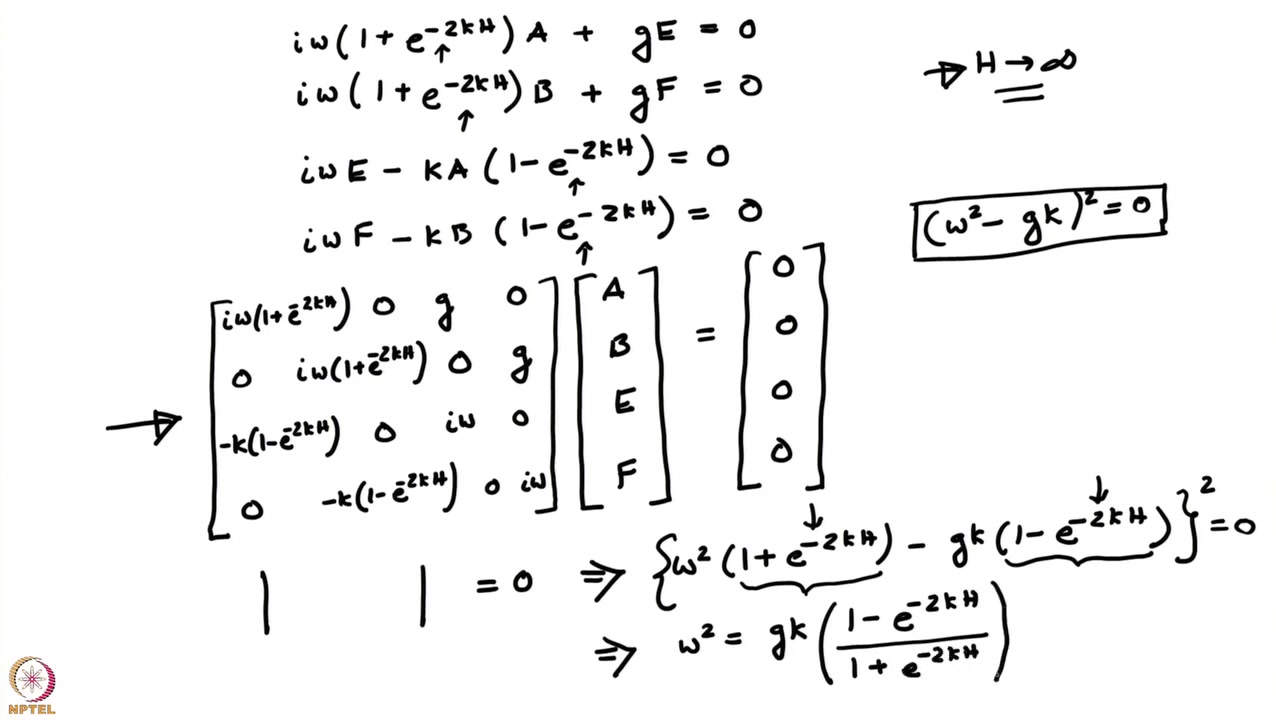 iω(1 + e^{-2kH})A + gE = 0
iω(1 + e^{-2kH})B + gF = 0
→ H → ∞
iωE - kA(1 - e^{-2kH}) = 0
iωF - kB(1 - e^{-2kH}) = 0
(ω² - gk)² = 0
[iω(1+e^{-2kH}) 0 g 0] [A] = [0]
[0 iω(1+e^{-2kH}) 0 g] [B] [0]
[-k(1-e^{-2kH}) 0 iω 0] [E] [0]
[0 -k(1-e^{-2kH}) 0 iω] [F] [0]
| | = 0 ⇒ {ω²(1 + e^{-2kH}) - gk(1 - e^{-2kH})}² = 0
⇒ ω² = gk((1 - e^{-2kH})/(1 + e^{-2kH}))
NPTEL